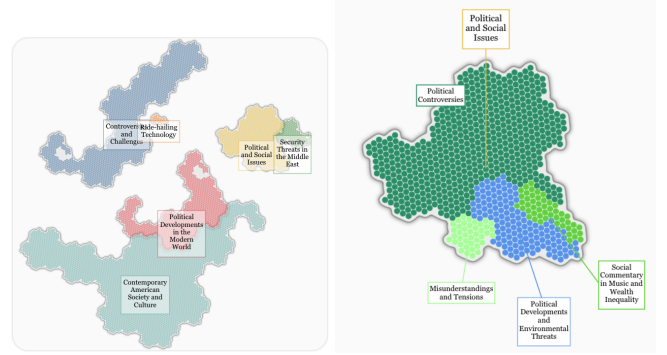 Controvers
and
Challenges
Ride-hailing
Technology
Political
and Social
Issues
Security
Threats in
the Middle
East
Political
Developments
in the
Modern
World
Contemporary
American
Society and
Culture
Political
and Social
Issues
Political
Controversies
Misunderstandings
and Tensions
Political
Developments
and
Environmental
Threats
Social
Commentary
in Music and
Wealth
Inequality